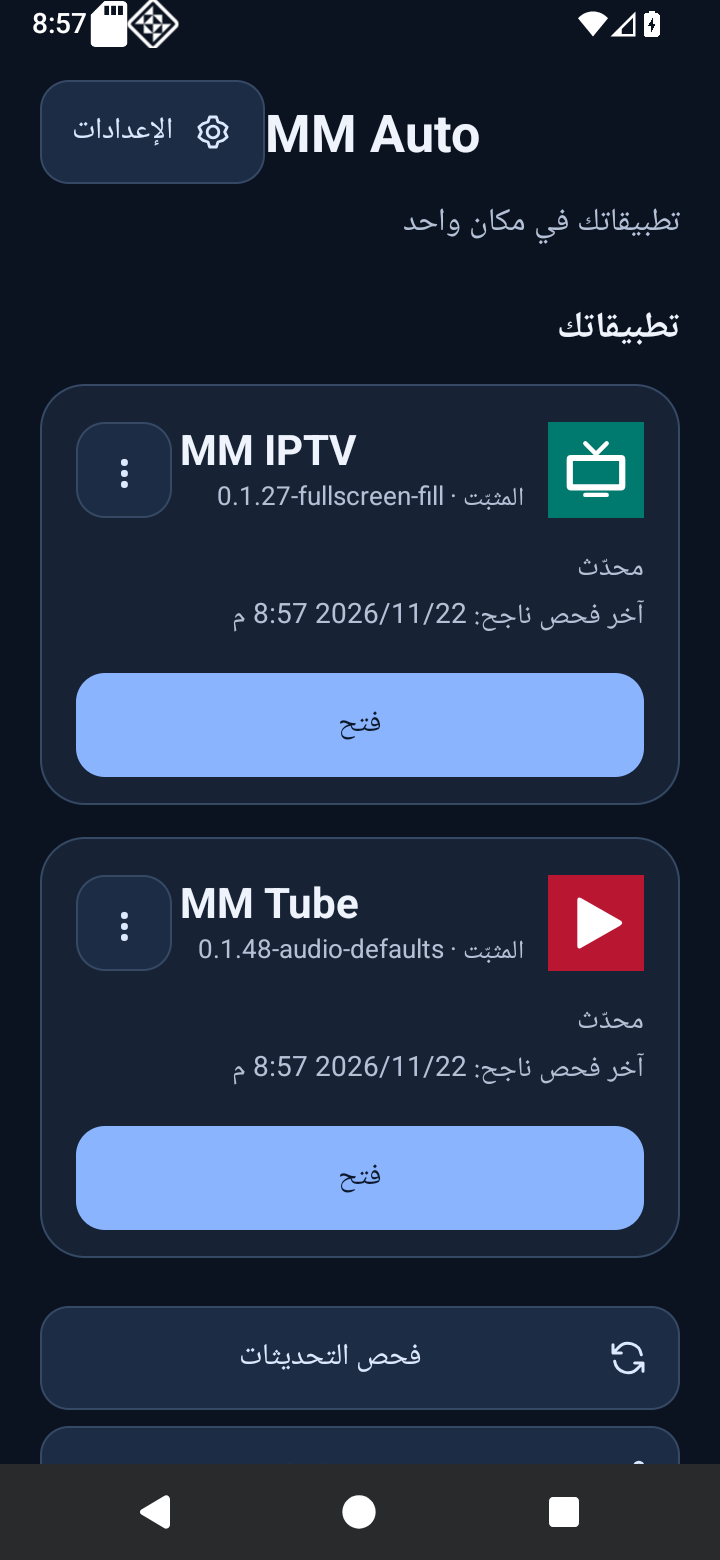 8:57
MM Auto
الإعدادات
تطبيقاتك في مكان واحد
تطبيقاتك
MM IPTV
المثبّت · 0.1.27-fullscreen-fill
محدّث
آخر فحص ناجح: 2026/11/22 8:57 م
فتح
MM Tube
المثبّت · 0.1.48-audio-defaults
محدّث
آخر فحص ناجح: 2026/11/22 8:57 م
فتح
فحص التحديثات